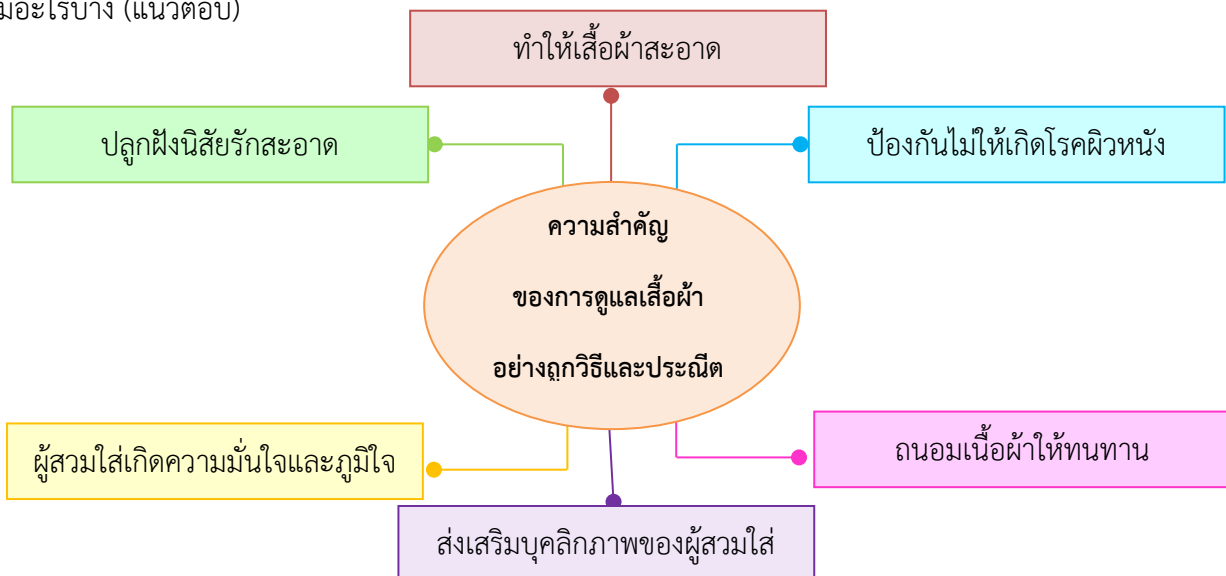 มีอะไรบ้าง (แนวตอบ)
ทำให้เสื้อผ้าสะอาด
ปลูกฝังนิสัยรักสะอาด
ป้องกันไม่ให้เกิดโรคผิวหนัง
ความสำคัญ
ของการดูแลเสื้อผ้า
อย่างถูกวิธีและประณีต
ผู้สวมใส่เกิดความมั่นใจและภูมิใจ
ถนอมเนื้อผ้าให้ทนทาน
ส่งเสริมบุคลิกภาพของผู้สวมใส่